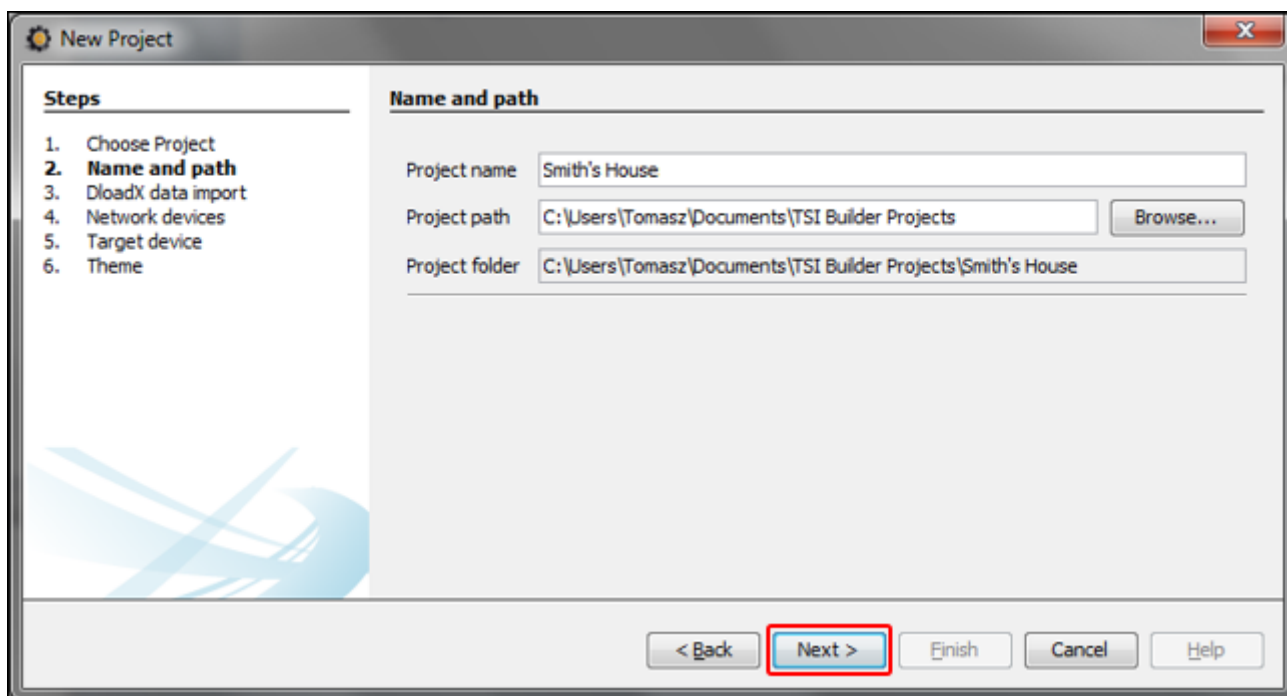 New Project
Steps
1. Choose Project
2. Name and path
3. DloadX data import
4. Network devices
5. Target device
6. Theme
Name and path
Project name Smith's House
Project path C:\Users\Tomasz\Documents\TSI Builder Projects Browse...
Project folder C:\Users\Tomasz\Documents\TSI Builder Projects\Smith's House
< Back Next > Finish Cancel Help